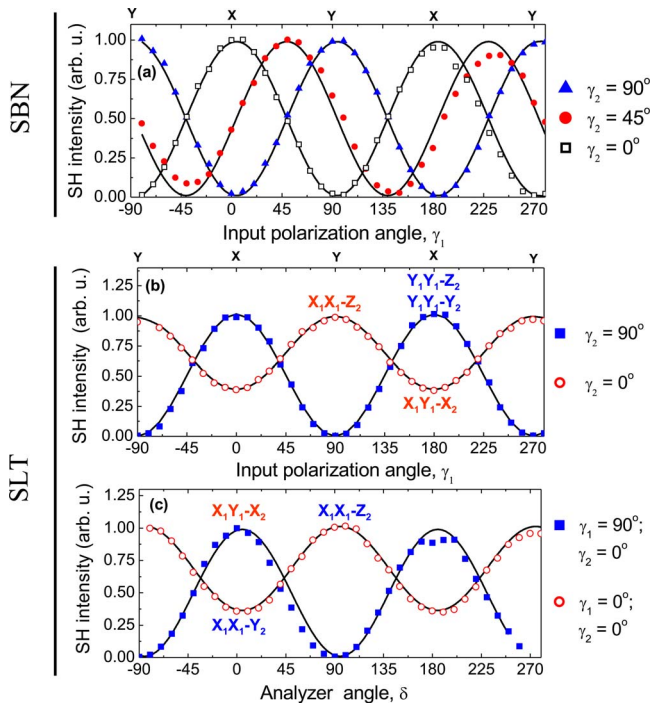 Y X Y X Y
SBN
SH intensity (arb. u.)
1.00
0.75
0.50
0.25
0.00
(a)
-90 -45 0 45 90 135 180 225 270
Input polarization angle, γ₁
γ₂ = 90°
γ₂ = 45°
γ₂ = 0°
Y X Y X Y
SLT
SH intensity (arb. u.)
1.25
1.00
0.75
0.50
0.25
0.00
(b)
X₁X₁-Z₂
Y₁Y₁-Z₂
Y₁Y₁-Y₂
X₁Y₁-X₂
-90 -45 0 45 90 135 180 225 270
Input polarization angle, γ₁
γ₂ = 90°
γ₂ = 0°
SH intensity (arb. u.)
1.25
1.00
0.75
0.50
0.25
0.00
(c)
X₁Y₁-X₂
X₁X₁-Z₂
X₁X₁-Y₂
-90 -45 0 45 90 135 180 225 270
Analyzer angle, δ
γ₁ = 90°;
γ₂ = 0°
γ₁ = 0°;
γ₂ = 0°